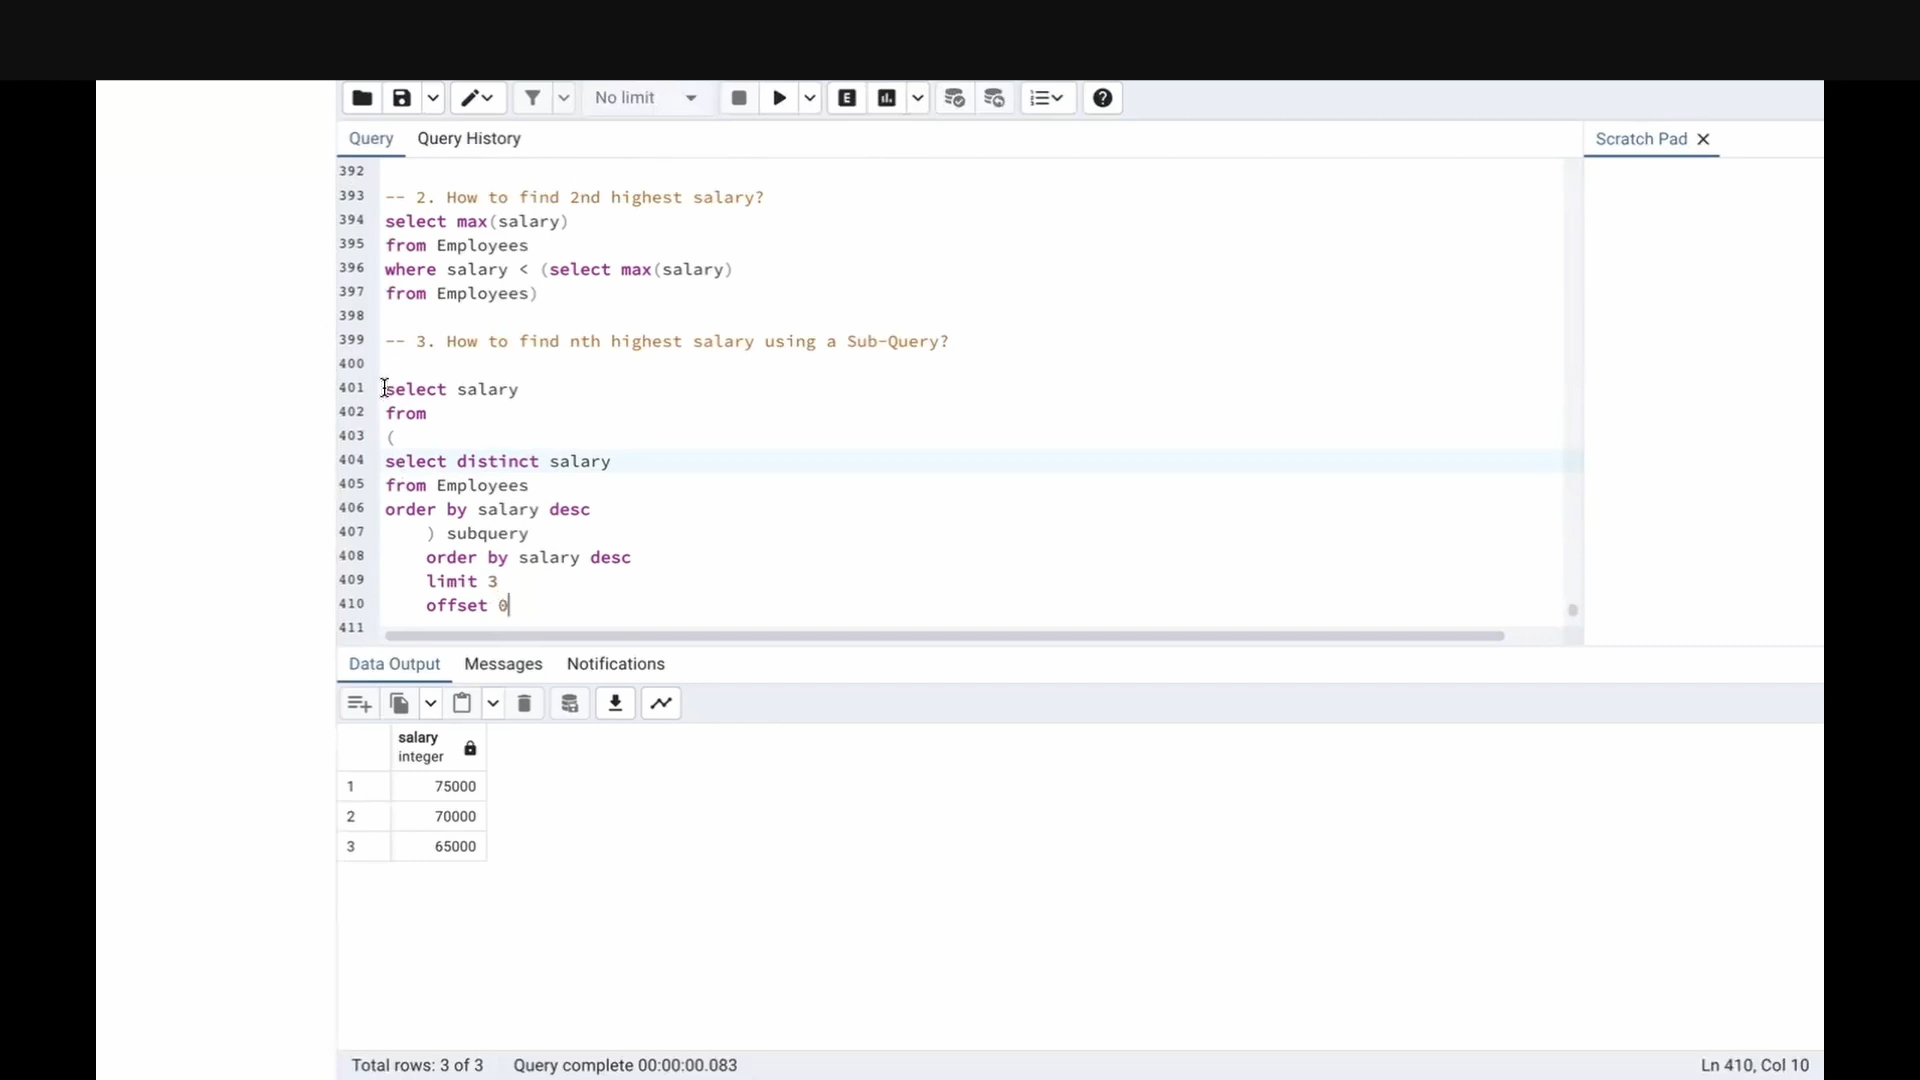 No limit
Query Query History Scratch Pad
392
393 -- 2. How to find 2nd highest salary?
394 select max(salary)
395 from Employees
396 where salary < (select max(salary)
397 from Employees)
398
399 -- 3. How to find nth highest salary using a Sub-Query?
400
401 select salary
402 from
403 (
404 select distinct salary
405 from Employees
406 order by salary desc
407 ) subquery
408 order by salary desc
409 limit 3
410 offset 0
411
Data Output Messages Notifications
salary
integer
1 75000
2 70000
3 65000
Total rows: 3 of 3 Query complete 00:00:00.083 Ln 410, Col 10